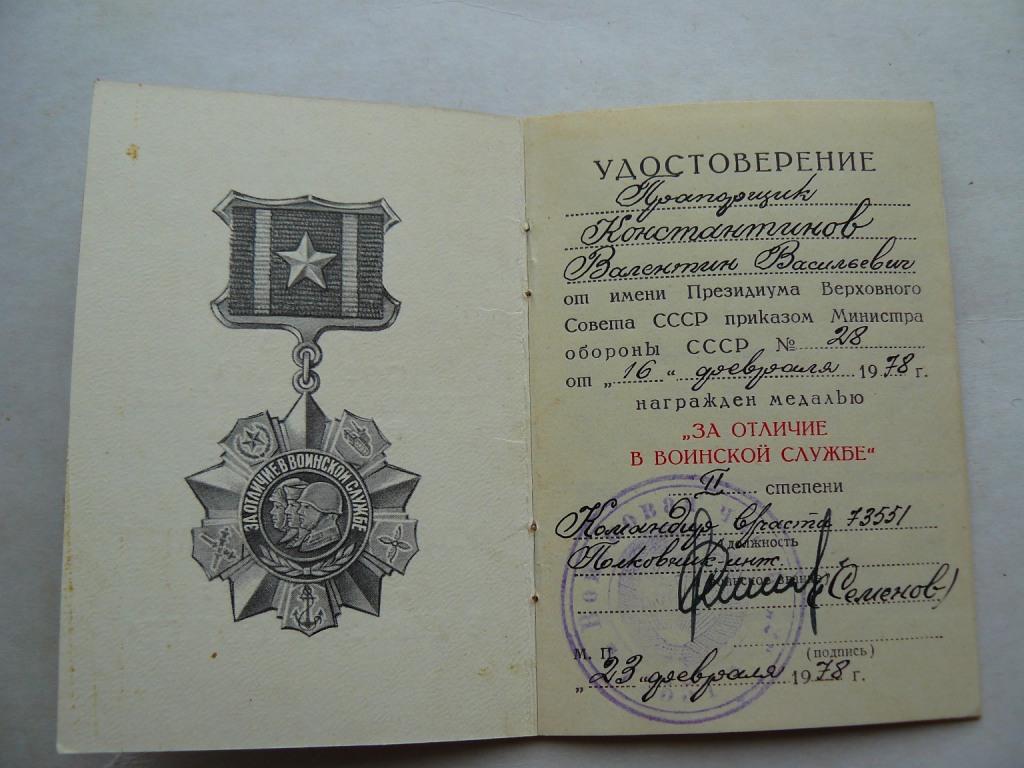 ЗА ОТЛИЧИЕ В ВОИНСКОЙ СЛУЖБЕ
УДОСТОВЕРЕНИЕ
Прапорщик
Константинов
Валентин Васильевич
от имени Президиума Верховного
Совета СССР приказом Министра
обороны СССР № 28
от „16“ февраля 1978 г.
награжден медалью
„ЗА ОТЛИЧИЕ
В ВОИНСКОЙ СЛУЖБЕ“
II степени
Командир в/части 73551
должность
Полковник инж.
воинское звание
(Семенов)
М. П. (подпись)
„23“ февраля 1978 г.